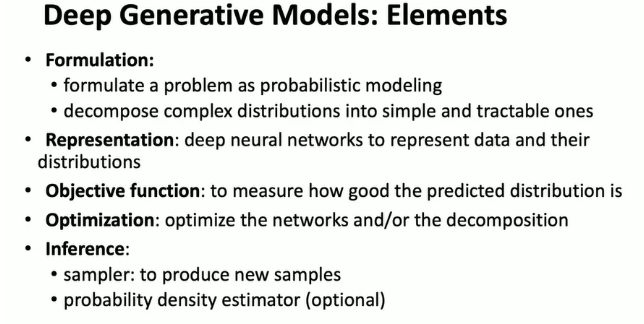 Deep Generative Models: Elements
• Formulation:
• formulate a problem as probabilistic modeling
• decompose complex distributions into simple and tractable ones
• Representation: deep neural networks to represent data and their
distributions
• Objective function: to measure how good the predicted distribution is
• Optimization: optimize the networks and/or the decomposition
• Inference:
• sampler: to produce new samples
• probability density estimator (optional)